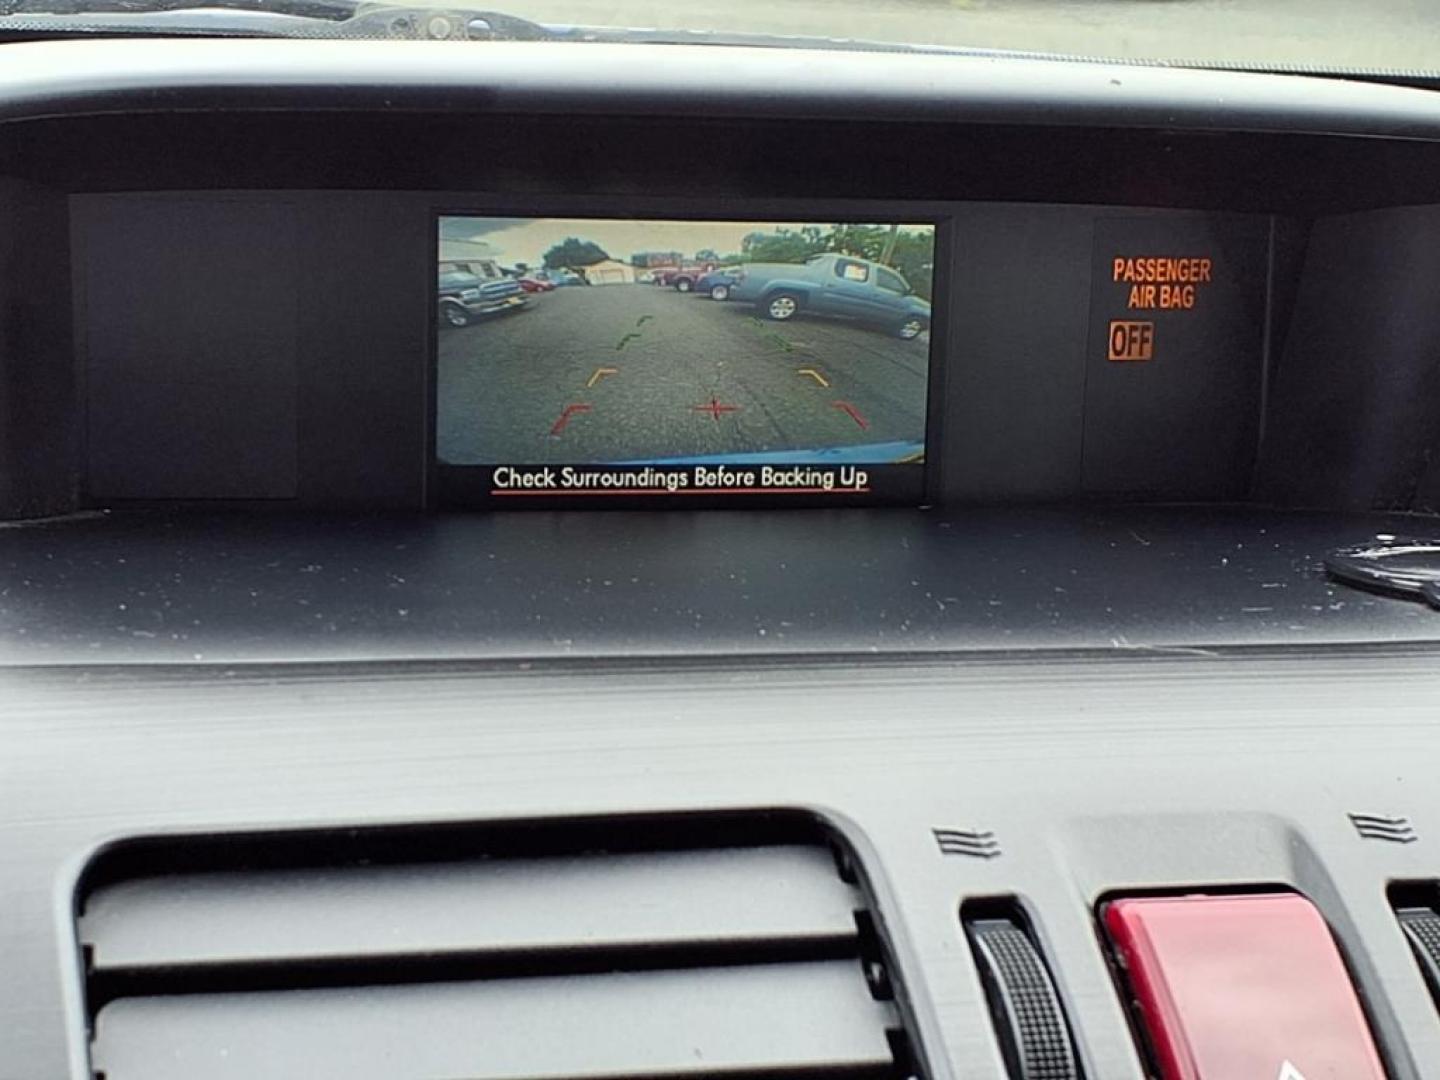 PASSENGER
AIR BAG
OFF
Check Surroundings Before Backing Up